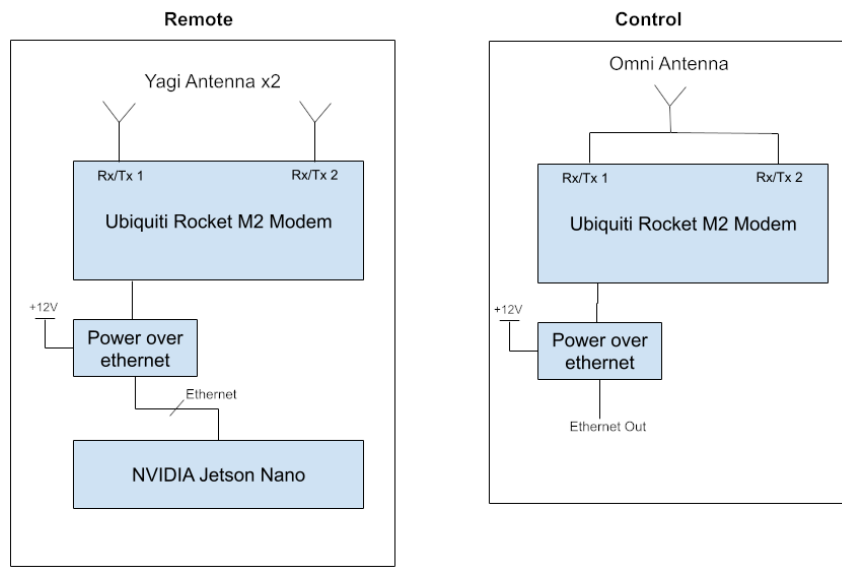 Remote
Yagi Antenna x2
Rx/Tx 1
Rx/Tx 2
Ubiquiti Rocket M2 Modem
+12V
Power over
ethernet
Ethernet
NVIDIA Jetson Nano
Control
Omni Antenna
Rx/Tx 1
Rx/Tx 2
Ubiquiti Rocket M2 Modem
+12V
Power over
ethernet
Ethernet Out